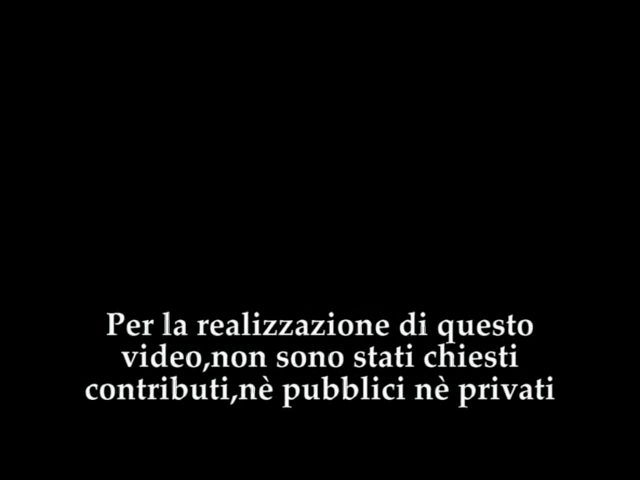 Per la realizzazione di questo
video,non sono stati chiesti
contributi,nè pubblici nè privati